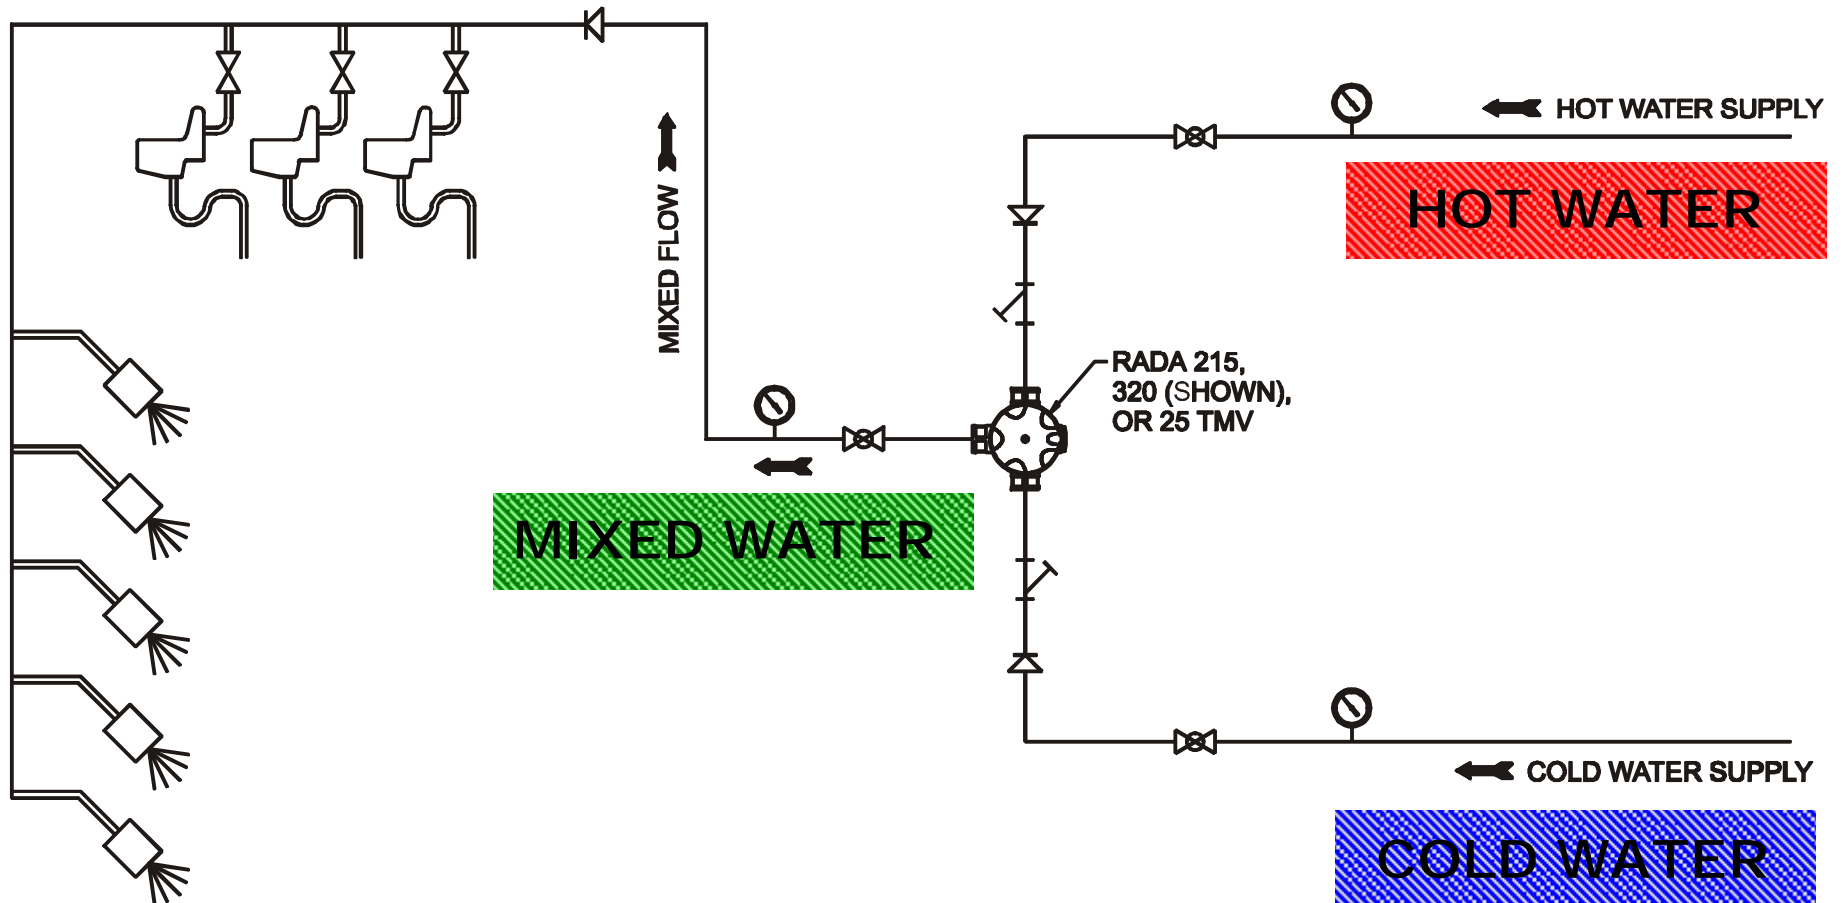 HOT WATER SUPPLY
HOT WATER
MIXED FLOW
RADA 215,
320 (SHOWN),
OR 25 TMV
MIXED WATER
COLD WATER SUPPLY
COLD WATER